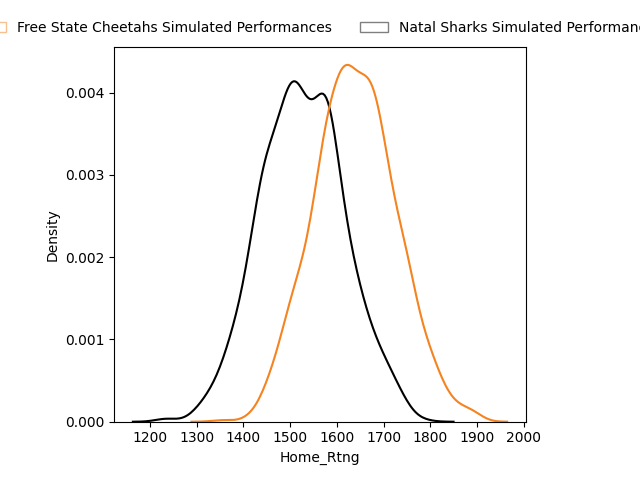 Free State Cheetahs Simulated Performances Natal Sharks Simulated
0.004
0.003
0.002
0.001
0.000
Density
1200 1300 1400 1500 1600 1700 1800 1900 2000
Home_Rtng